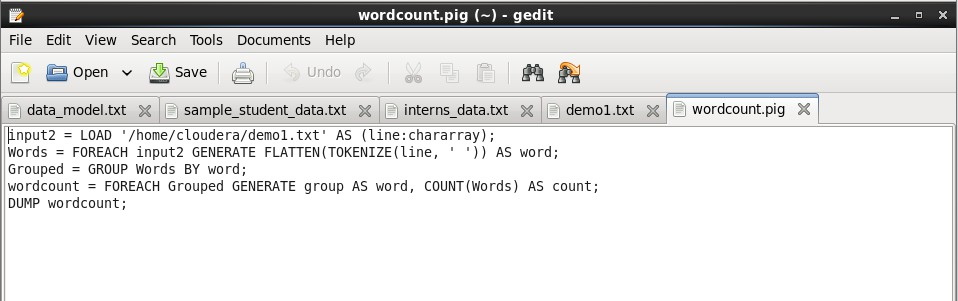 wordcount.pig (~) - gedit
File Edit View Search Tools Documents Help
Open Save Undo
data_model.txt sample_student_data.txt interns_data.txt demo1.txt wordcount.pig
input2 = LOAD '/home/cloudera/demo1.txt' AS (line:chararray);
Words = FOREACH input2 GENERATE FLATTEN(TOKENIZE(line, ' ')) AS word;
Grouped = GROUP Words BY word;
wordcount = FOREACH Grouped GENERATE group AS word, COUNT(Words) AS count;
DUMP wordcount;